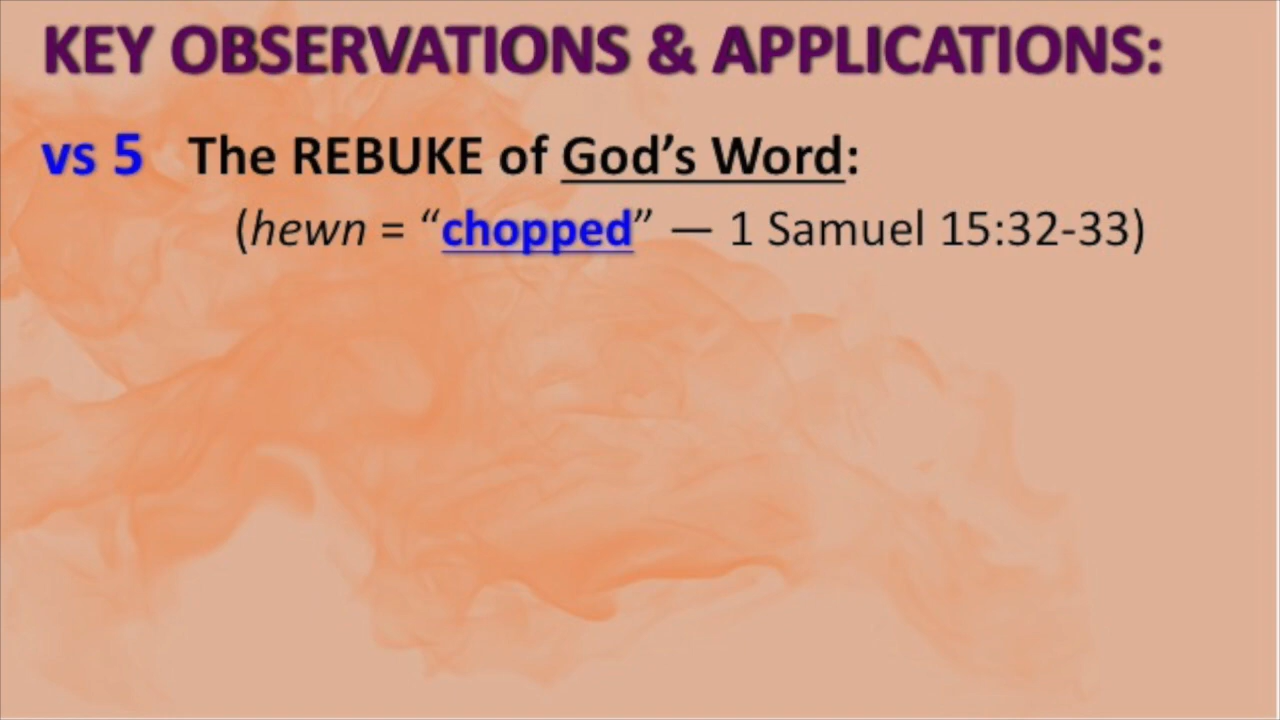 KEY OBSERVATIONS & APPLICATIONS:
vs 5 The REBUKE of God’s Word:
(hewn = “chopped” — 1 Samuel 15:32-33)